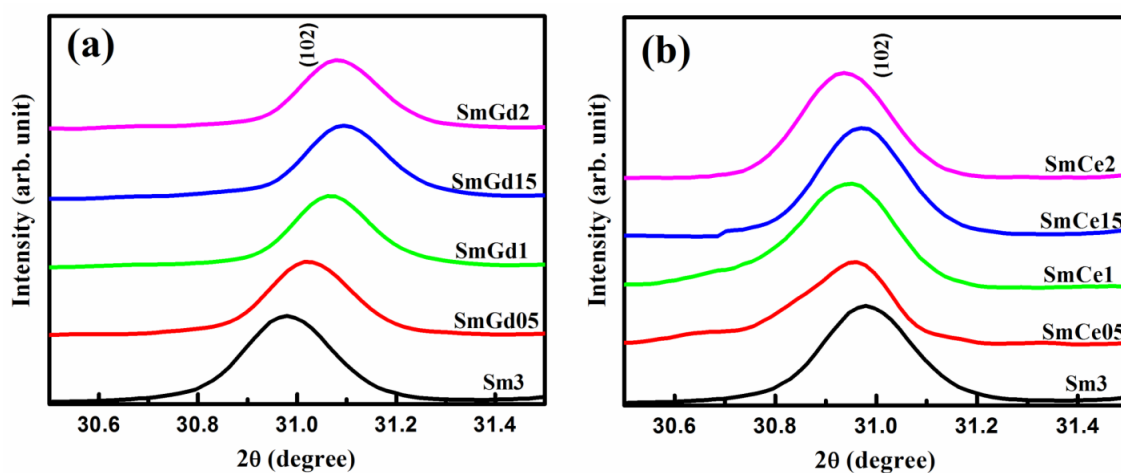 (a)
(102)
SmGd2
SmGd15
SmGd1
SmGd05
Sm3
Intensity (arb. unit)
30.6 30.8 31.0 31.2 31.4
2θ (degree)
(b)
(102)
SmCe2
SmCe15
SmCe1
SmCe05
Sm3
Intensity (arb. unit)
30.6 30.8 31.0 31.2 31.4
2θ (degree)